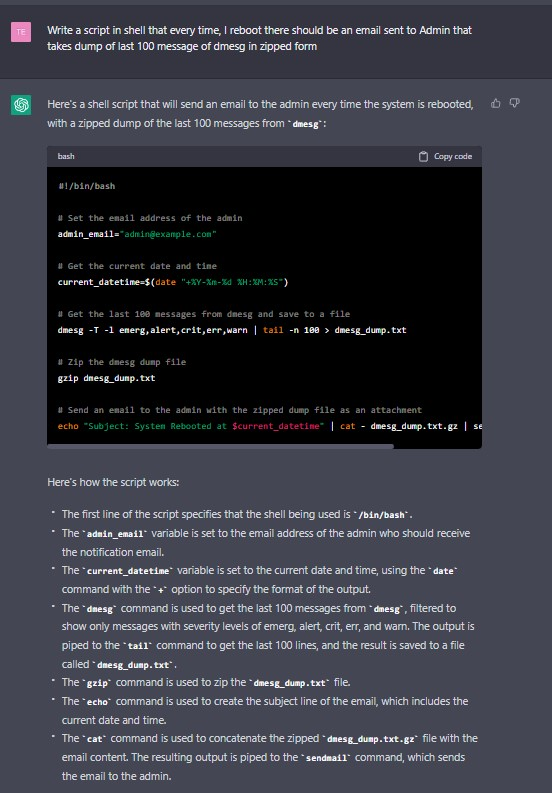 TE
Write a script in shell that every time, I reboot there should be an email sent to Admin that
takes dump of last 100 message of dmesg in zipped form
Here's a shell script that will send an email to the admin every time the system is rebooted,
with a zipped dump of the last 100 messages from `dmesg`:
bash
Copy code
#!/bin/bash
# Set the email address of the admin
admin_email="admin@example.com"
# Get the current date and time
current_datetime=$(date "+%Y-%m-%d %H:%M:%S")
# Get the last 100 messages from dmesg and save to a file
dmesg -T -l emerg,alert,crit,err,warn | tail -n 100 > dmesg_dump.txt
# Zip the dmesg dump file
gzip dmesg_dump.txt
# Send an email to the admin with the zipped dump file as an attachment
echo "Subject: System Rebooted at $current_datetime" | cat - dmesg_dump.txt.gz | se
Here's how the script works:
• The first line of the script specifies that the shell being used is `/bin/bash`.
• The `admin_email` variable is set to the email address of the admin who should receive
the notification email.
• The `current_datetime` variable is set to the current date and time, using the `date`
command with the `+` option to specify the format of the output.
• The `dmesg` command is used to get the last 100 messages from `dmesg`, filtered to
show only messages with severity levels of emerg, alert, crit, err, and warn. The output is
piped to the `tail` command to get the last 100 lines, and the result is saved to a file
called `dmesg_dump.txt`.
• The `gzip` command is used to zip the `dmesg_dump.txt` file.
• The `echo` command is used to create the subject line of the email, which includes the
current date and time.
• The `cat` command is used to concatenate the zipped `dmesg_dump.txt.gz` file with the
email content. The resulting output is piped to the `sendmail` command, which sends
the email to the admin.